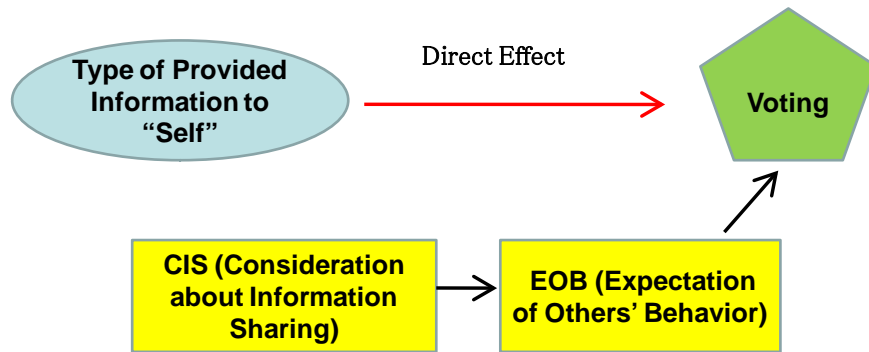 Type of Provided
Information to
“Self”
Direct Effect
Voting
CIS (Consideration
about Information
Sharing)
EOB (Expectation
of Others’ Behavior)